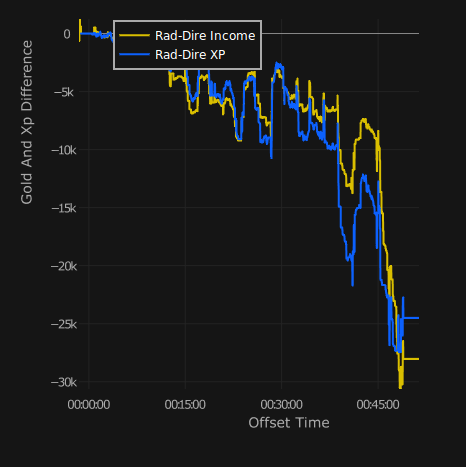 Rad-Dire Income
Rad-Dire XP
Gold And Xp Difference
0
−5k
−10k
−15k
−20k
−25k
−30k
00:00:00
00:15:00
00:30:00
00:45:00
Offset Time